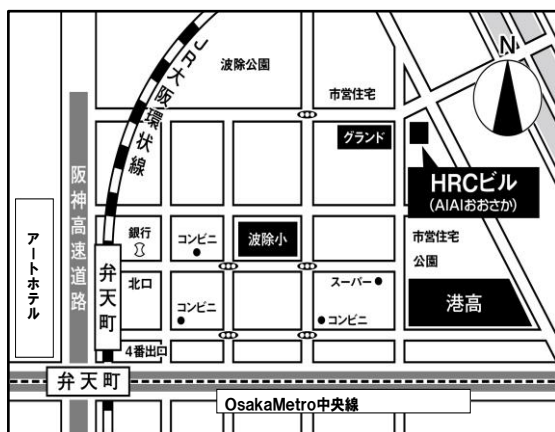 JR大阪環状線
波除公園
市営住宅
N
グランド
HRCビル
(AIAIおおさか)
阪神高速道路
アートホテル
銀行
コンビニ
波除小
市営住宅
公園
弁天町
北口
スーパー
港高
コンビニ
コンビニ
4番出口
弁天町
OsakaMetro中央線